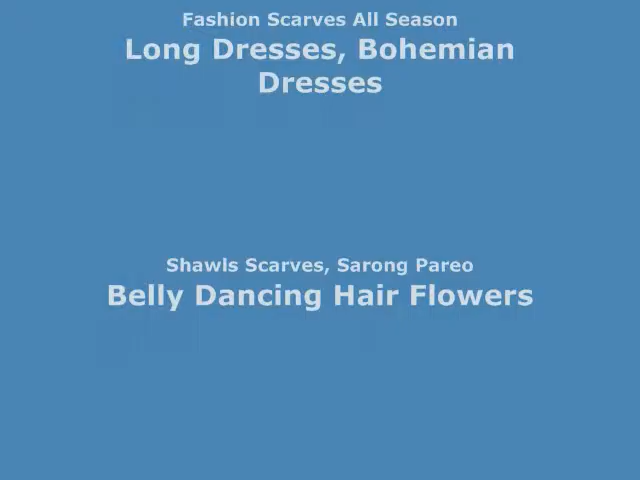 Fashion Scarves All Season
Long Dresses, Bohemian
Dresses
Shawls Scarves, Sarong Pareo
Belly Dancing Hair Flowers